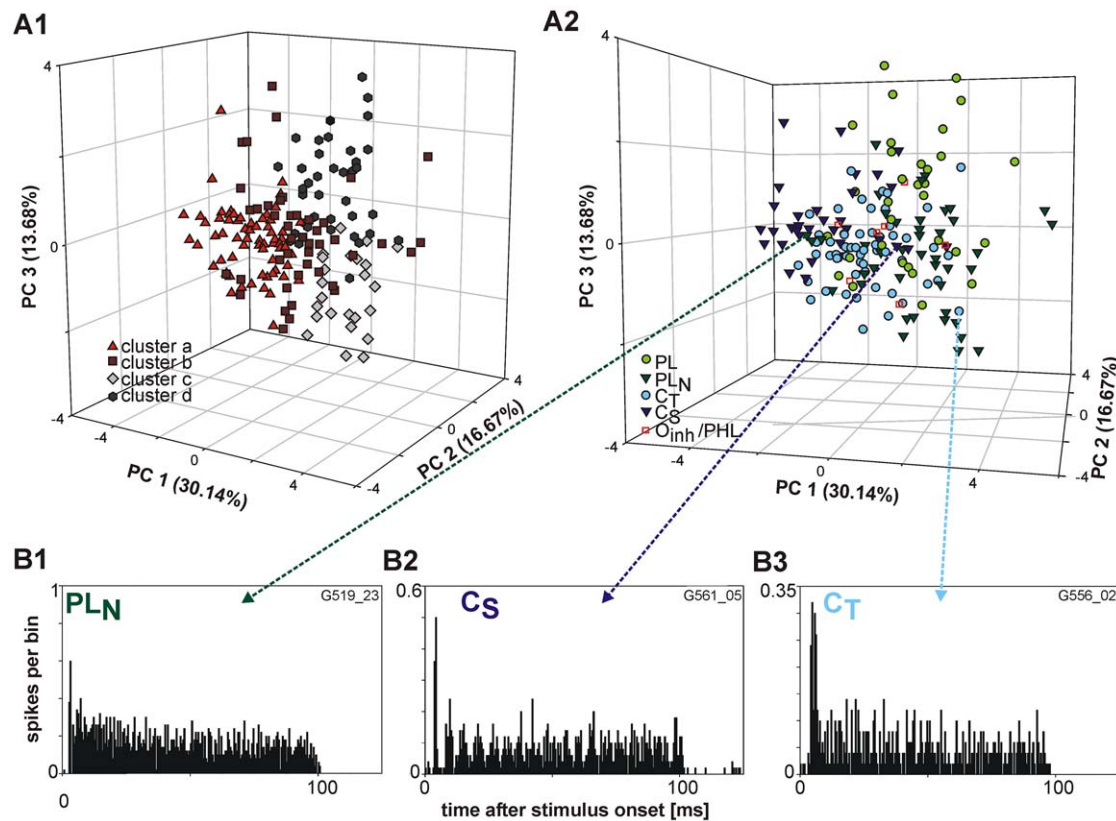 A1
4
0
-4
PC 3 (13.68%)
cluster a
cluster b
cluster c
cluster d
-4
0
4
PC 1 (30.14%)
-4
0
4
PC 2 (16.67%)
A2
4
0
-4
PC 3 (13.68%)
PL
PLN
CT
CS
Oinh/PHL
-4
0
4
PC 1 (30.14%)
4
0
-4
PC 2 (16.67%)
B1
PLN
G519_23
1
0
spikes per bin
0
100
B2
CS
G561_05
0.6
0
0
100
B3
CT
G556_02
0.35
0
0
100
time after stimulus onset [ms]